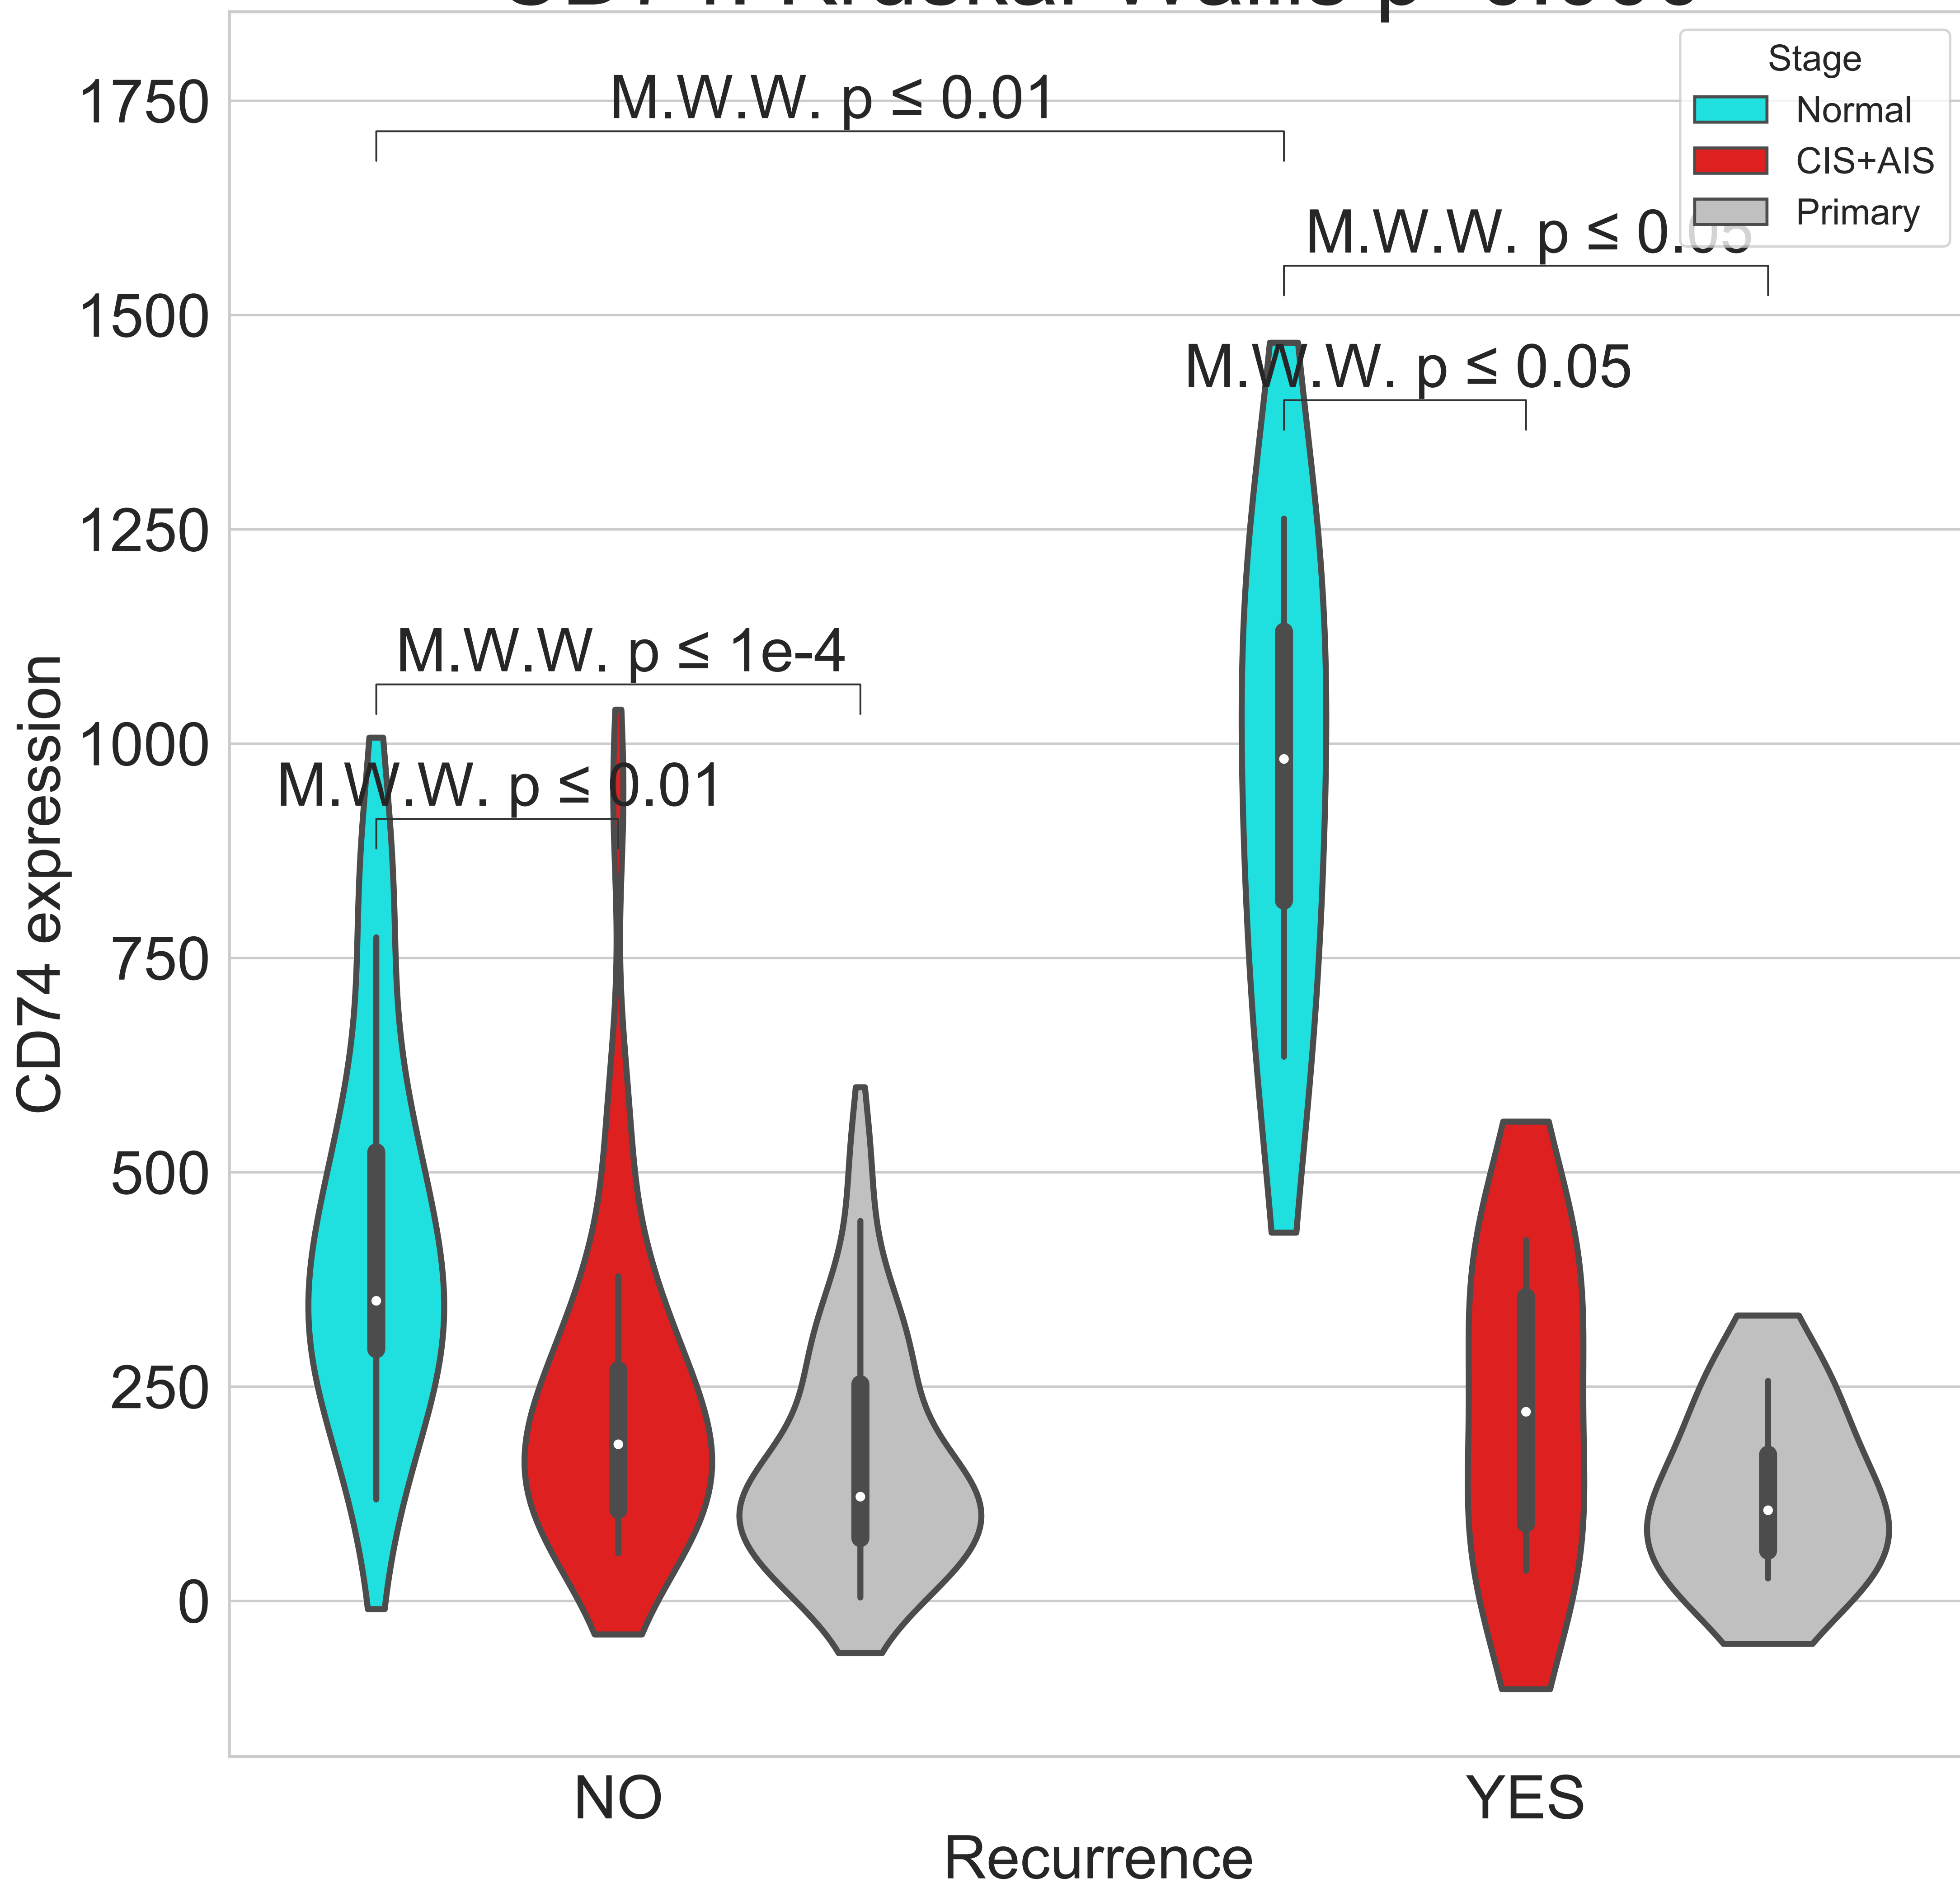 M.W.W. p ≤ 0.01
Stage
Normal
CIS+AIS
Primary
M.W.W. p ≤ 0.05
M.W.W. p ≤ 0.05
M.W.W. p ≤ 1e-4
M.W.W. p ≤ 0.01
1750
1500
1250
1000
750
500
250
0
CD74 expression
NO
YES
Recurrence